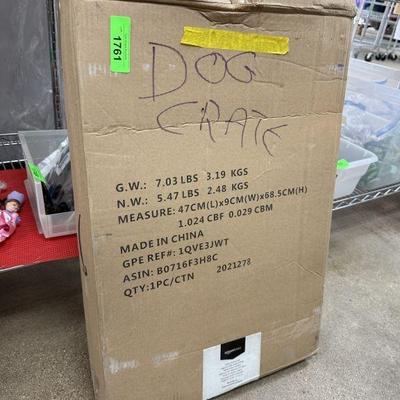 1761
DOG
CRATE
G.W.: 7.03 LBS 3.19 KGS
N.W.: 5.47 LBS 2.48 KGS
MEASURE: 47CM(L)x9CM(W)x68.5CM(H)
1.024 CBF 0.029 CBM
MADE IN CHINA
GPE REF#: 1QVE3JWT
ASIN: B0716F3H8C
2021278
QTY:1PC/CTN